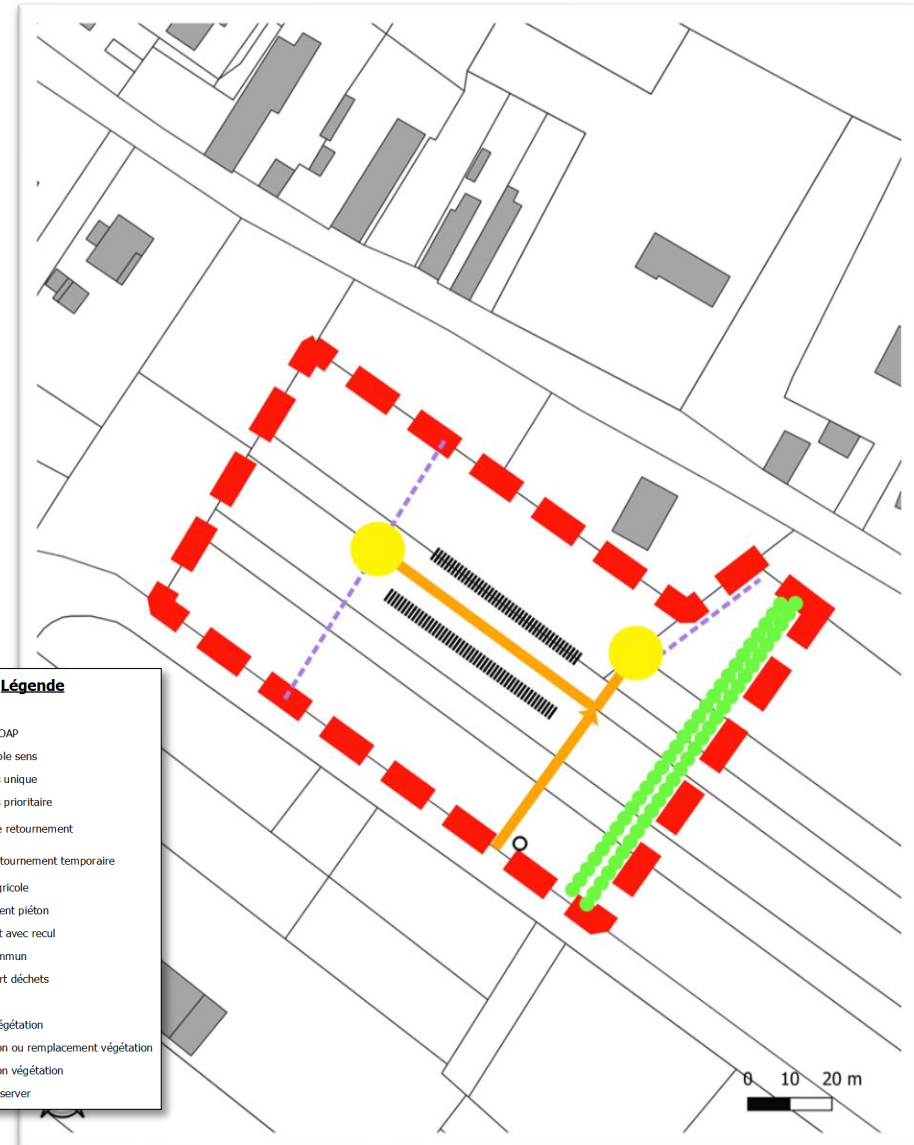 Légende
OAP
ble sens
s unique
s prioritaire
e retournement
tournement temporaire
gricole
ent piéton
t avec recul
mmun
rt déchets
égétation
on ou remplacement végétation
on végétation
server
0 10 20 m